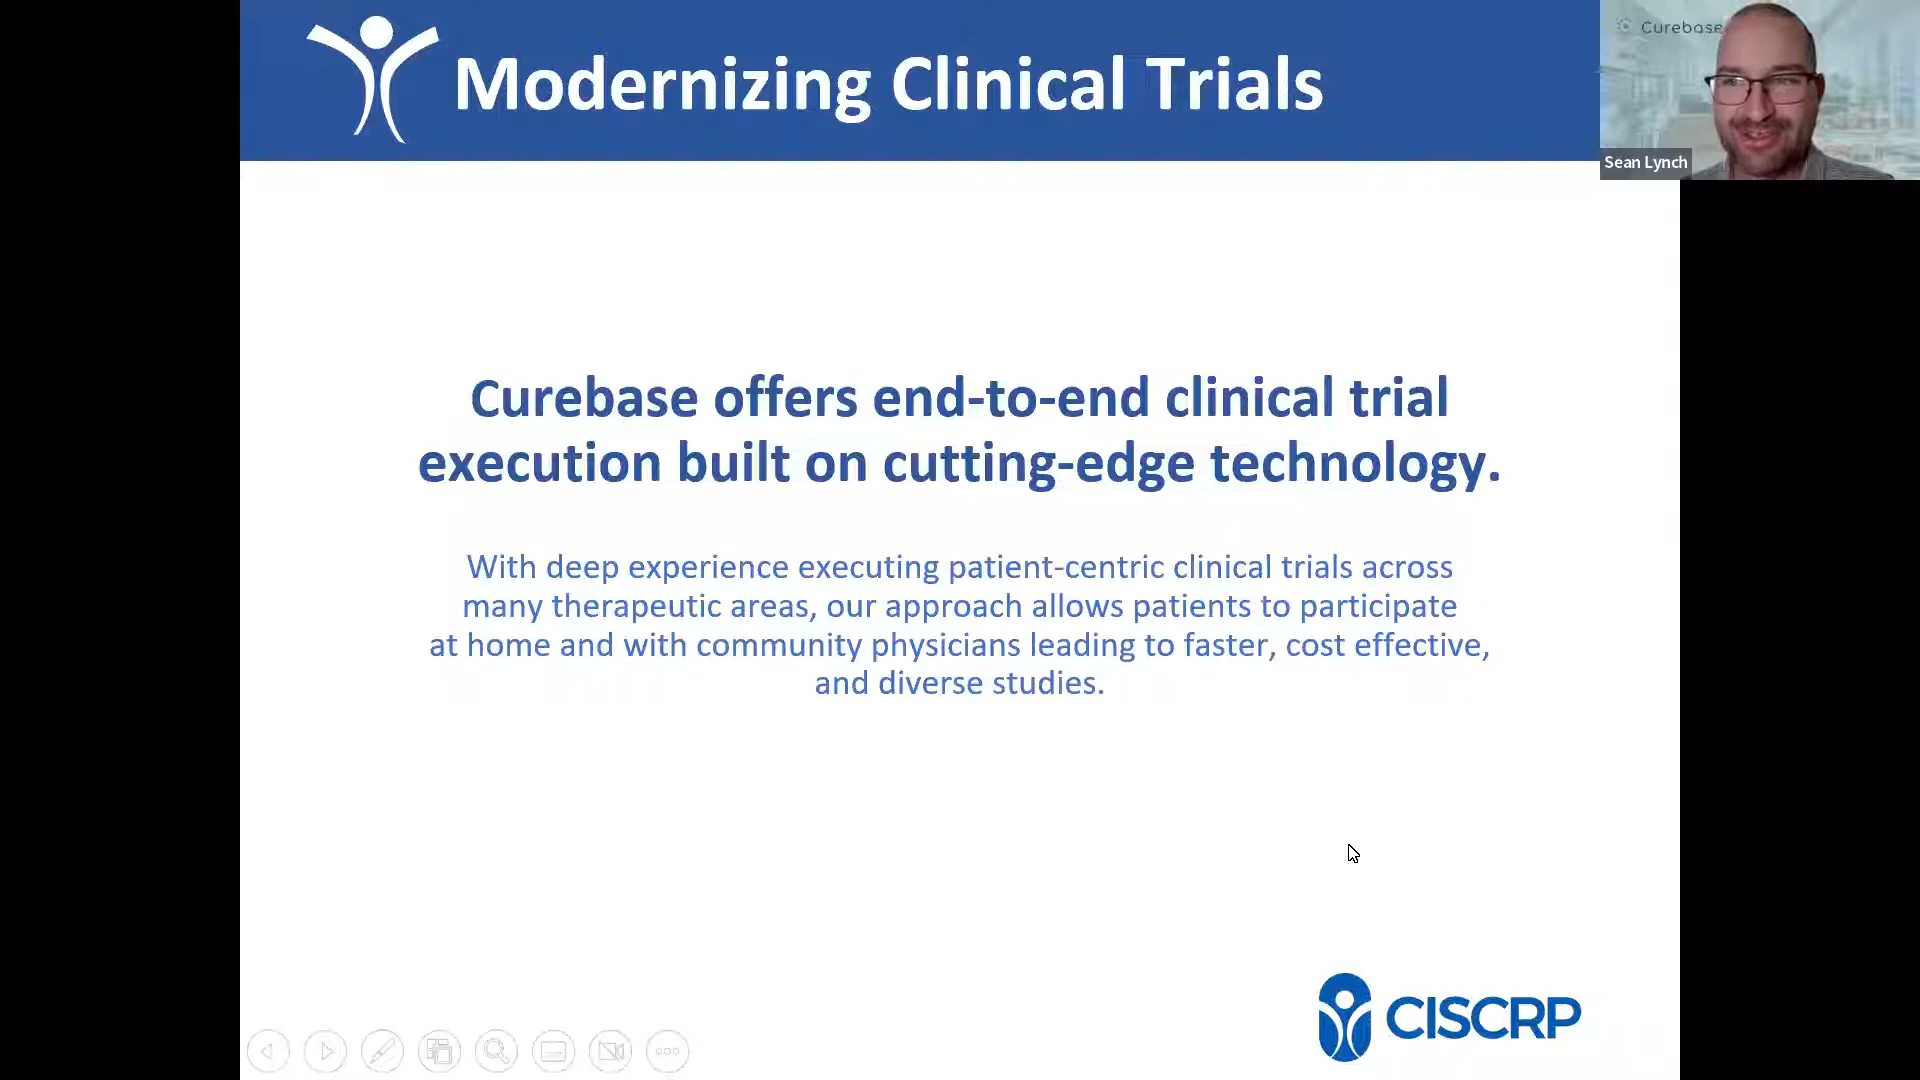 Modernizing Clinical Trials
Curebase
Sean Lynch
Curebase offers end-to-end clinical trial
execution built on cutting-edge technology.
With deep experience executing patient-centric clinical trials across
many therapeutic areas, our approach allows patients to participate
at home and with community physicians leading to faster, cost effective,
and diverse studies.
CISCRP